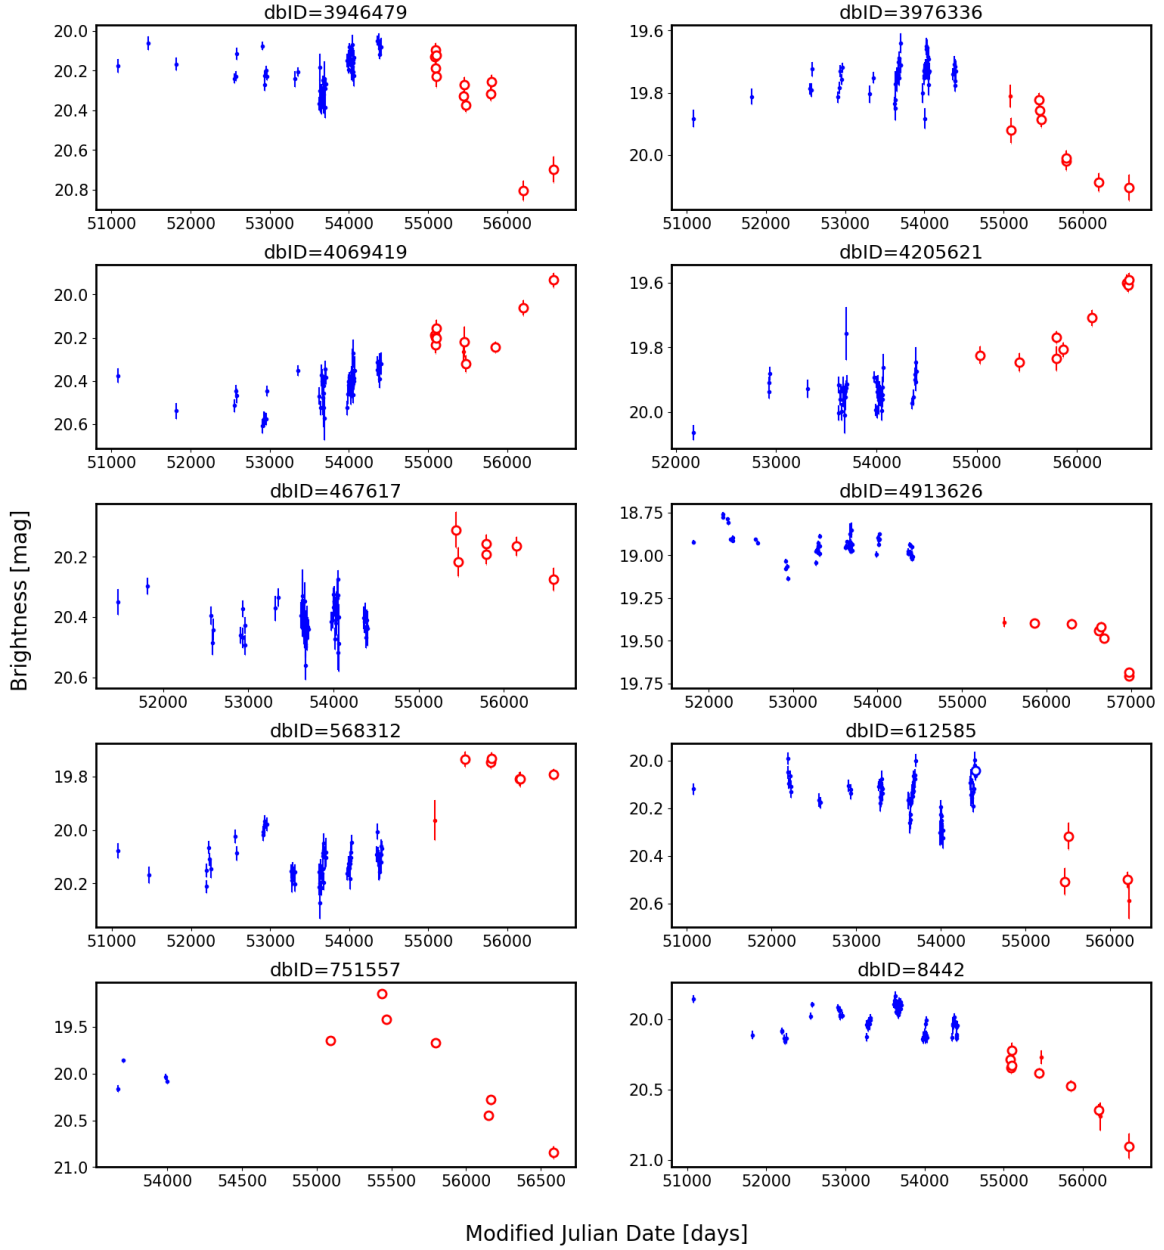 dbID=3946479 dbID=3976336
20.0 20.2 20.4 20.6 20.8
51000 52000 53000 54000 55000 56000
19.6 19.8 20.0
51000 52000 53000 54000 55000 56000
dbID=4069419 dbID=4205621
20.0 20.2 20.4 20.6
51000 52000 53000 54000 55000 56000
19.6 19.8 20.0
52000 53000 54000 55000 56000
dbID=467617 dbID=4913626
20.2 20.4 20.6
52000 53000 54000 55000 56000
18.75 19.00 19.25 19.50 19.75
52000 53000 54000 55000 56000 57000
dbID=568312 dbID=612585
19.8 20.0 20.2
51000 52000 53000 54000 55000 56000
20.0 20.2 20.4 20.6
51000 52000 53000 54000 55000 56000
dbID=751557 dbID=8442
19.5 20.0 20.5 21.0
54000 54500 55000 55500 56000 56500
20.0 20.5 21.0
51000 52000 53000 54000 55000 56000
Brightness [mag]
Modified Julian Date [days]